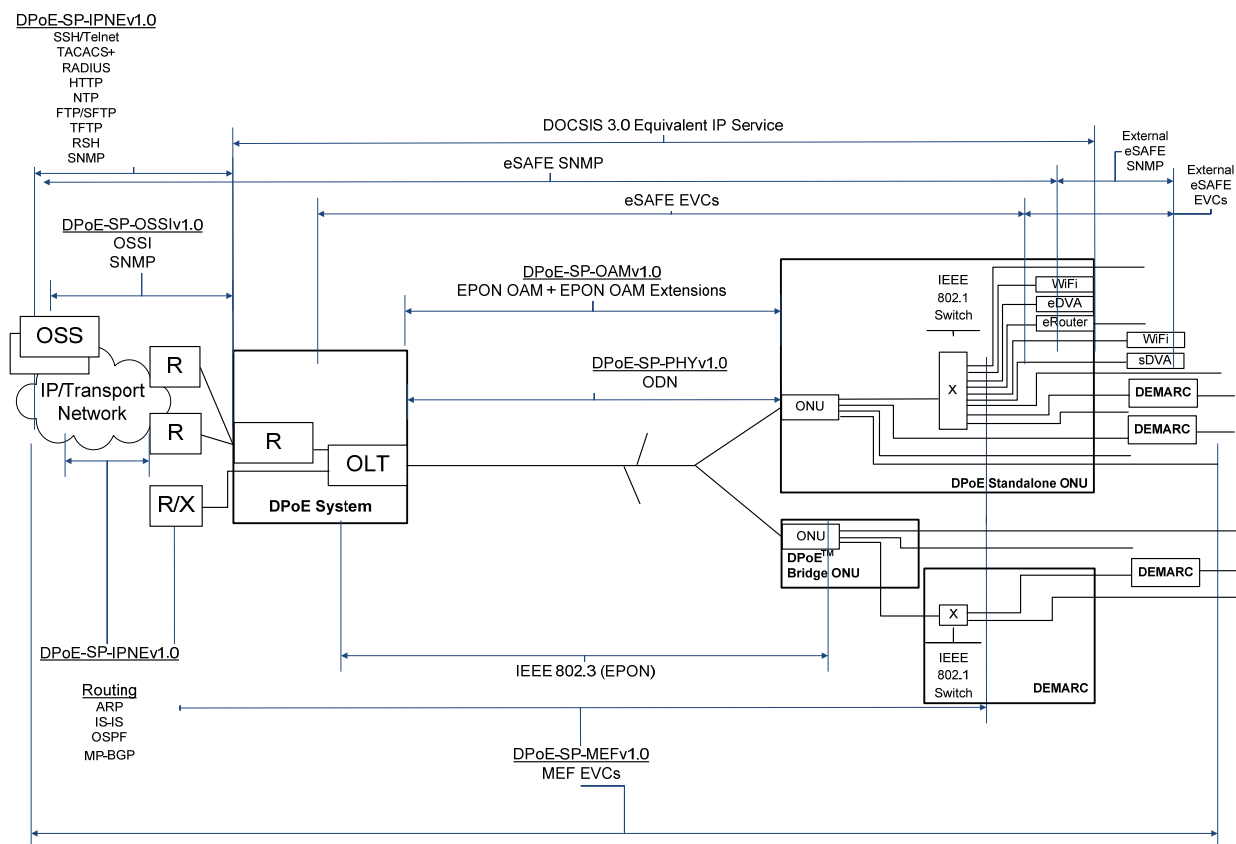 DPoE-SP-IPNEv1.0
SSH/Telnet
TACACS+
RADIUS
HTTP
NTP
FTP/SFTP
TFTP
RSH
SNMP
DOCSIS 3.0 Equivalent IP Service
External
eSAFE
SNMP
eSAFE SNMP
External
eSAFE
EVCs
eSAFE EVCs
DPoE-SP-OSSIv1.0
OSSI
SNMP
DPoE-SP-OAMv1.0
EPON OAM + EPON OAM Extensions
IEEE
802.1
Switch
WiFi
eDVA
eRouter
WiFi
sDVA
OSS
IP/Transport
Network
R
R
R/X
R
OLT
DPoE System
DPoE-SP-PHYv1.0
ODN
X
ONU
DEMARC
DEMARC
DPoE Standalone ONU
ONU
DPoE™
Bridge ONU
DEMARC
X
IEEE
802.1
Switch
DEMARC
DPoE-SP-IPNEv1.0
IEEE 802.3 (EPON)
Routing
ARP
IS-IS
OSPF
MP-BGP
DPoE-SP-MEFv1.0
MEF EVCs